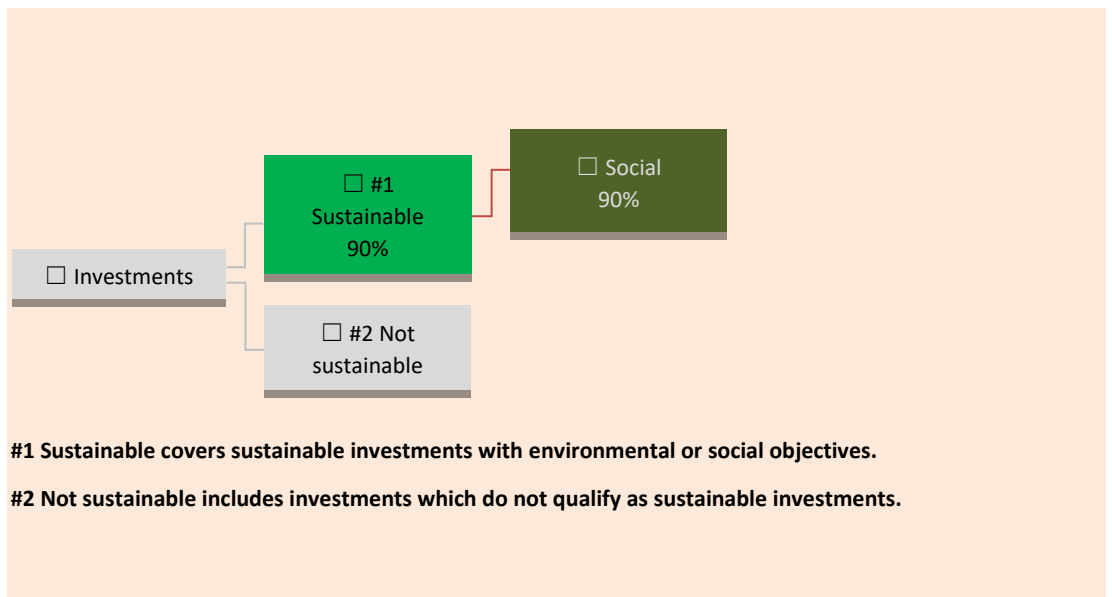 ☐ Social
90%
☐ #1
Sustainable
90%
☐ Investments
☐ #2 Not
sustainable
#1 Sustainable covers sustainable investments with environmental or social objectives.
#2 Not sustainable includes investments which do not qualify as sustainable investments.